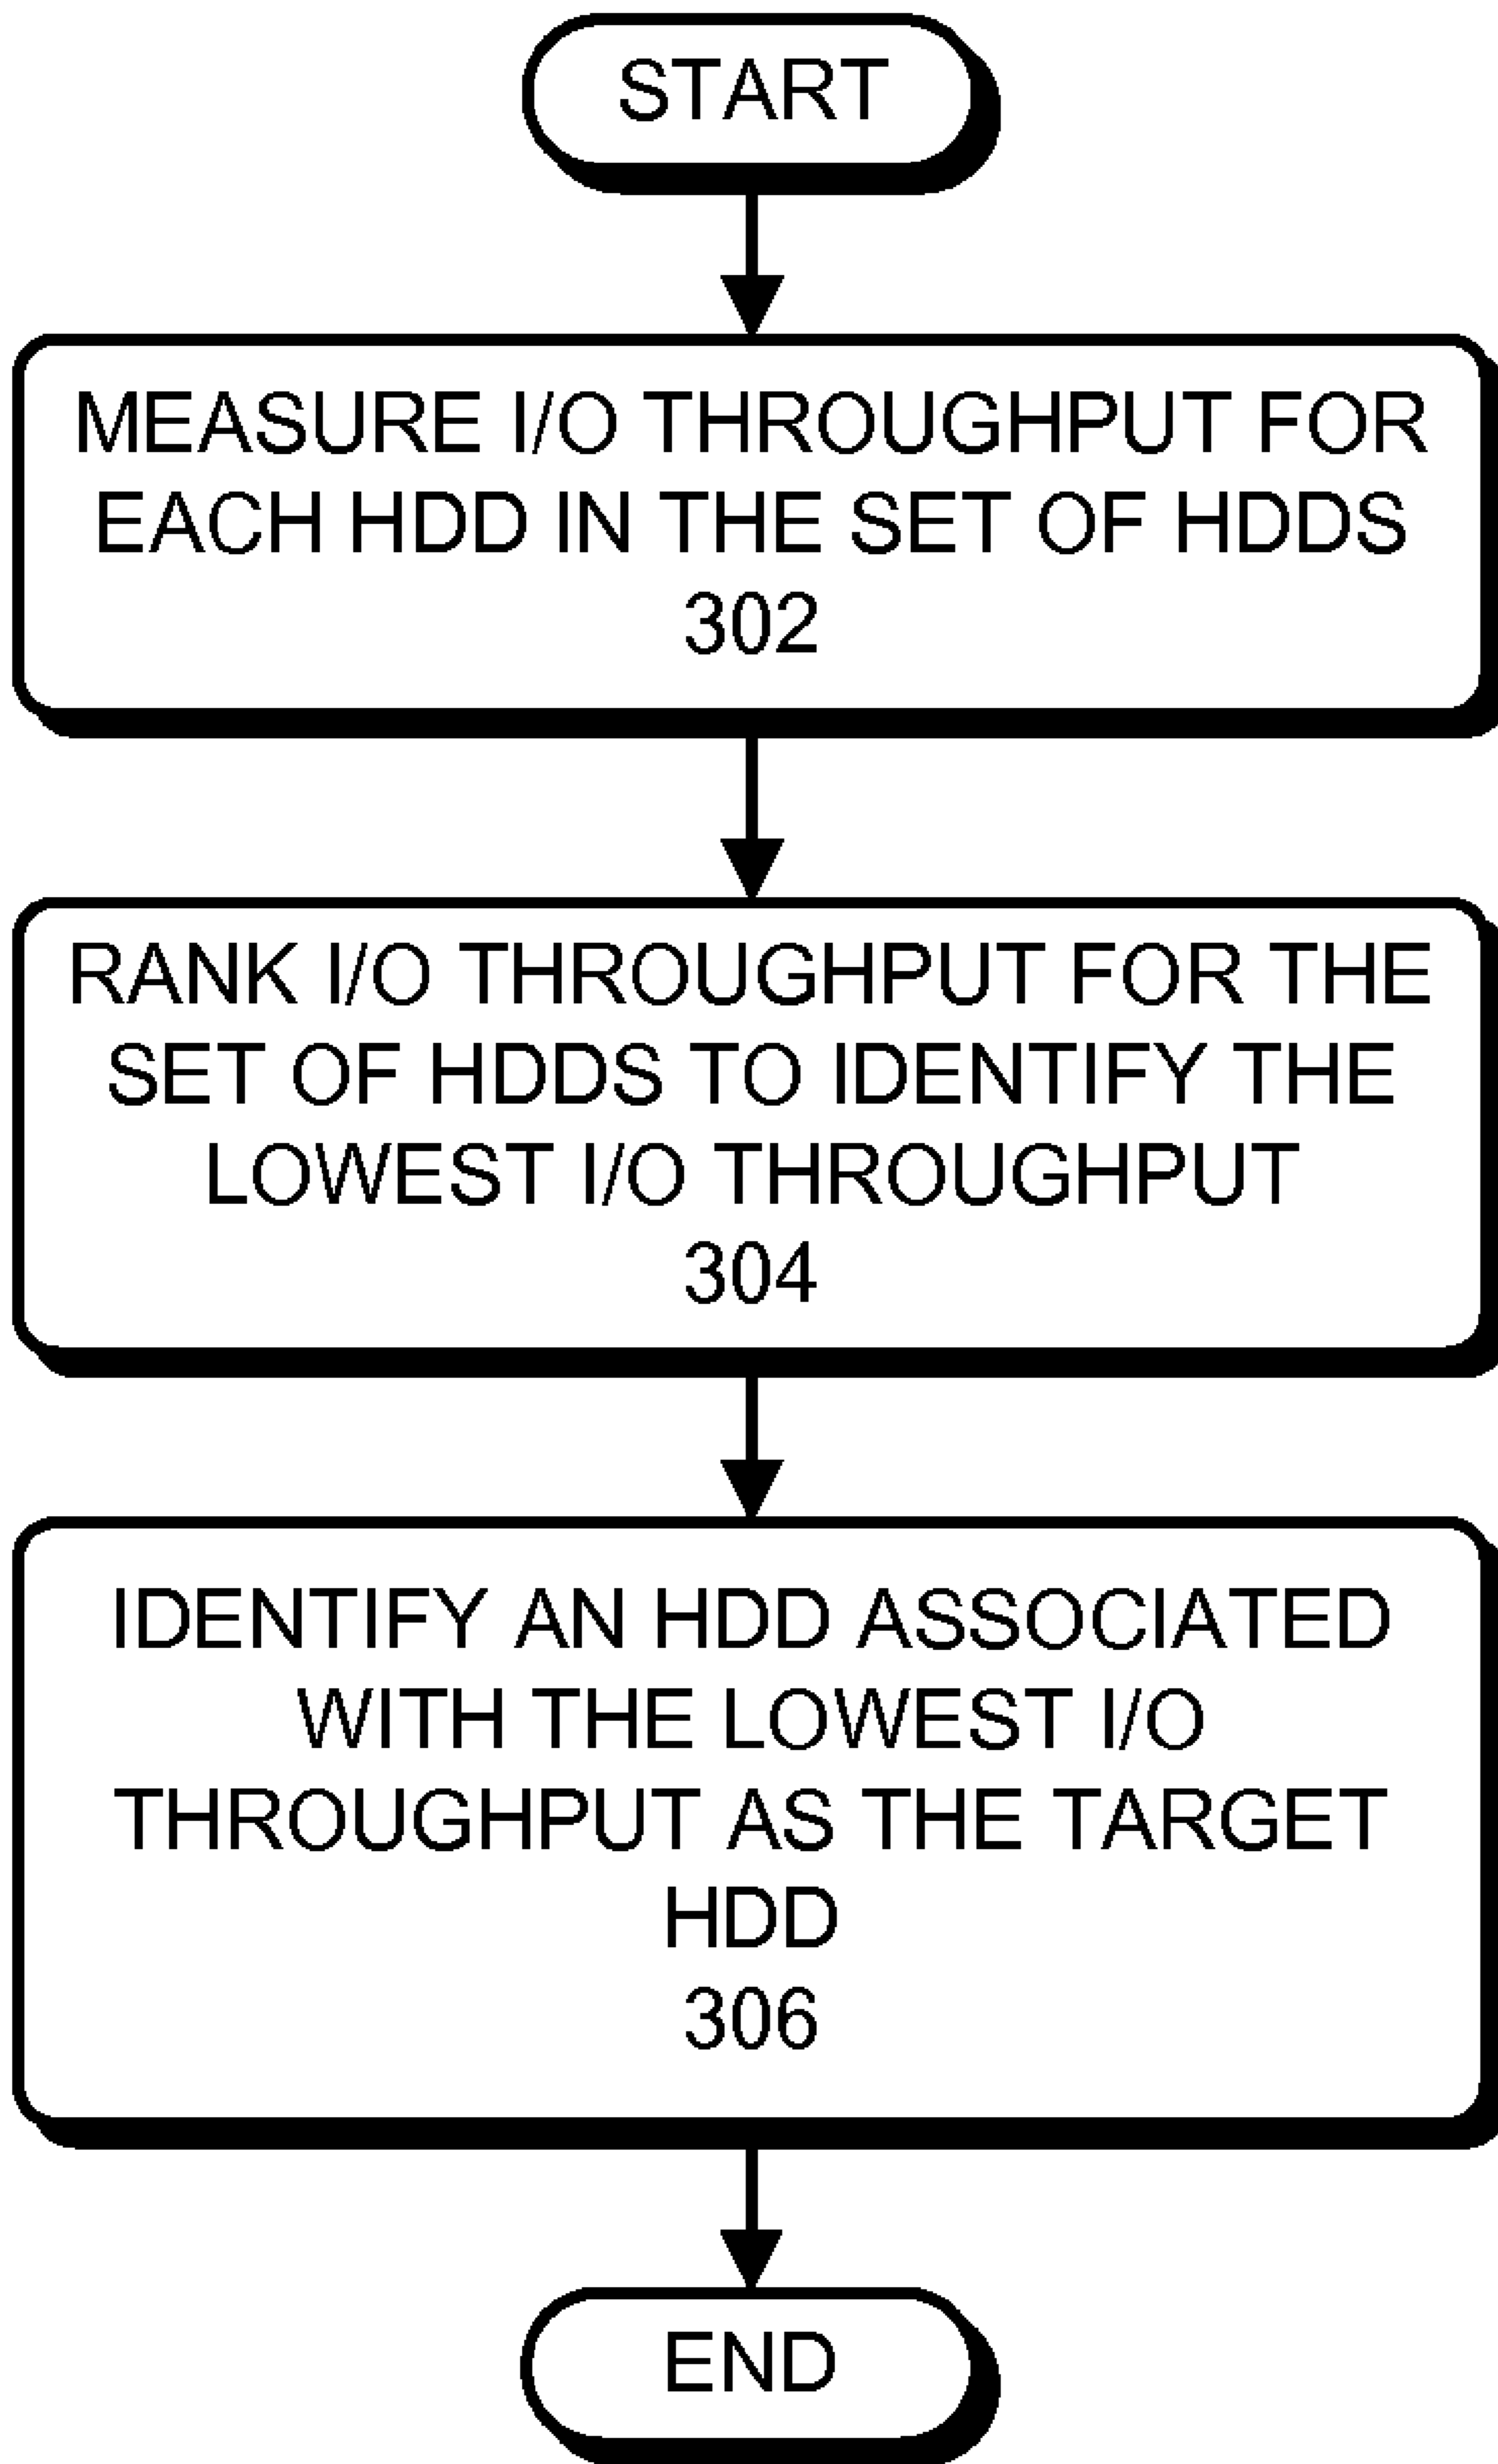 START
MEASURE I/O THROUGHPUT FOR
EACH HDD IN THE SET OF HDDS
302
RANK I/O THROUGHPUT FOR THE
SET OF HDDS TO IDENTIFY THE
LOWEST I/O THROUGHPUT
304
IDENTIFY AN HDD ASSOCIATED
WITH THE LOWEST I/O
THROUGHPUT AS THE TARGET
HDD
306
END